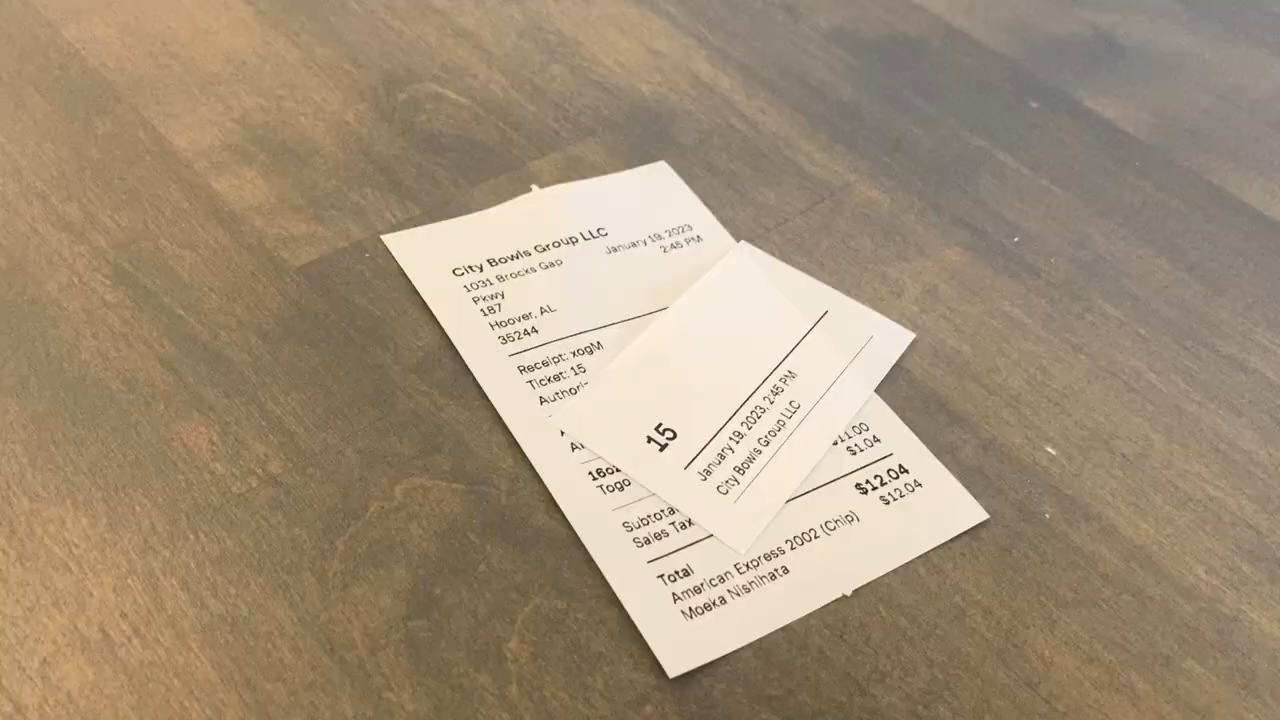 City Bowls Group LLC
January 19, 2023
2:45 PM
1031 Brocks Gap
Pkwy
187
Hoover, AL
35244
Receipt: xogM
Ticket: 15
Togo
Subtota
$11.00
Sales Tax
$1.04
Total
$12.04
American Express 2002 (Chip)
$12.04
Moeka Nishihata
15
January 19, 2023, 2:45 PM
City Bowls Group LLC